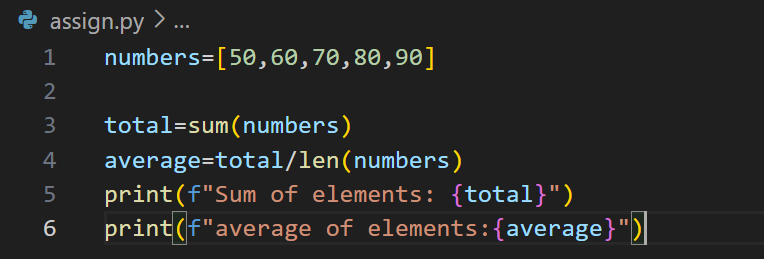 assign.py > ...
1 numbers=[50,60,70,80,90]
2
3 total=sum(numbers)
4 average=total/len(numbers)
5 print(f"Sum of elements: {total}")
6 print(f"average of elements:{average}")